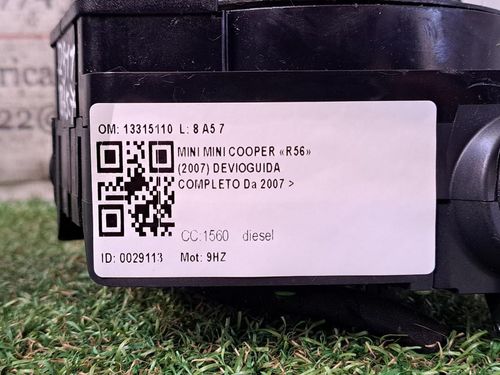 OM: 13315110 L: 8 A5 7
MINI MINI COOPER «R56»
(2007) DEVIOGUIDA
COMPLETO Da 2007 >
CC:1560 diesel
ID: 0029113 Mot: 9HZ